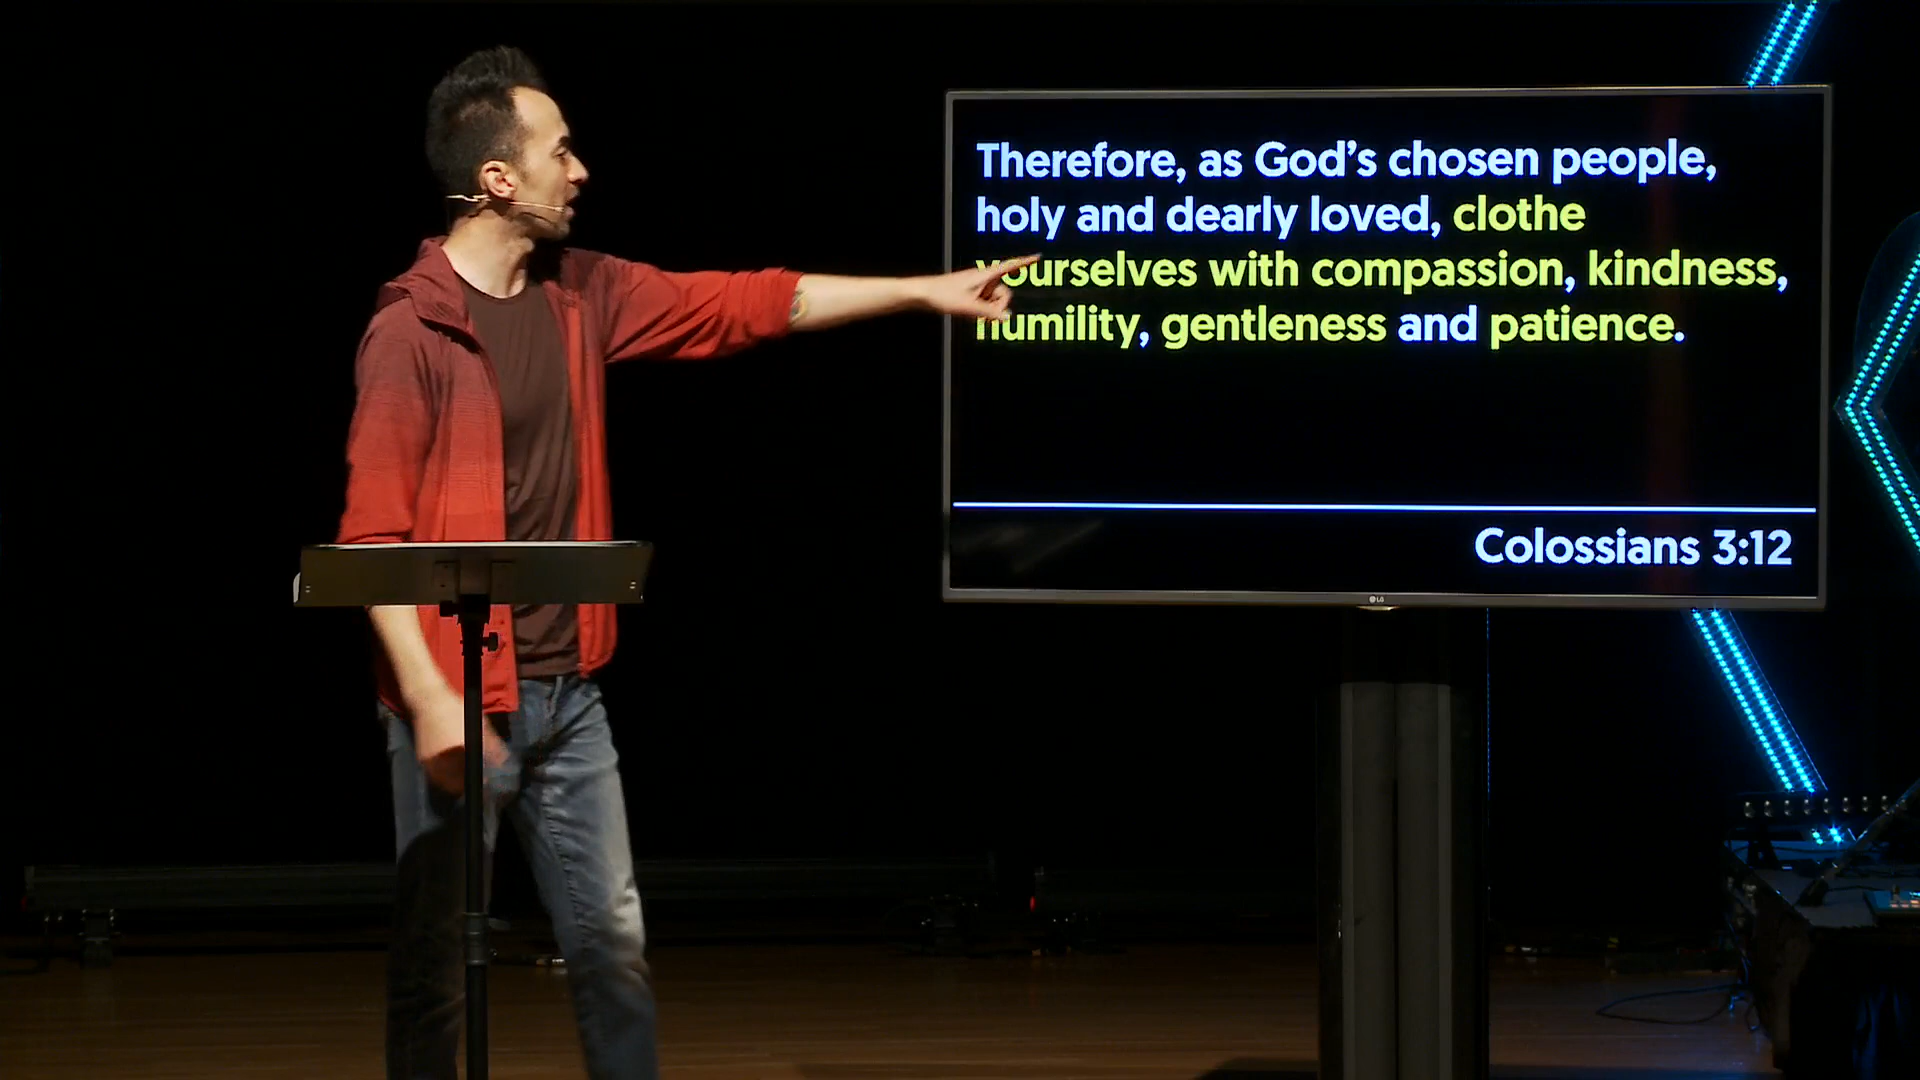 Therefore, as God’s chosen people,
holy and dearly loved, clothe
yourselves with compassion, kindness,
humility, gentleness and patience.
Colossians 3:12
LG